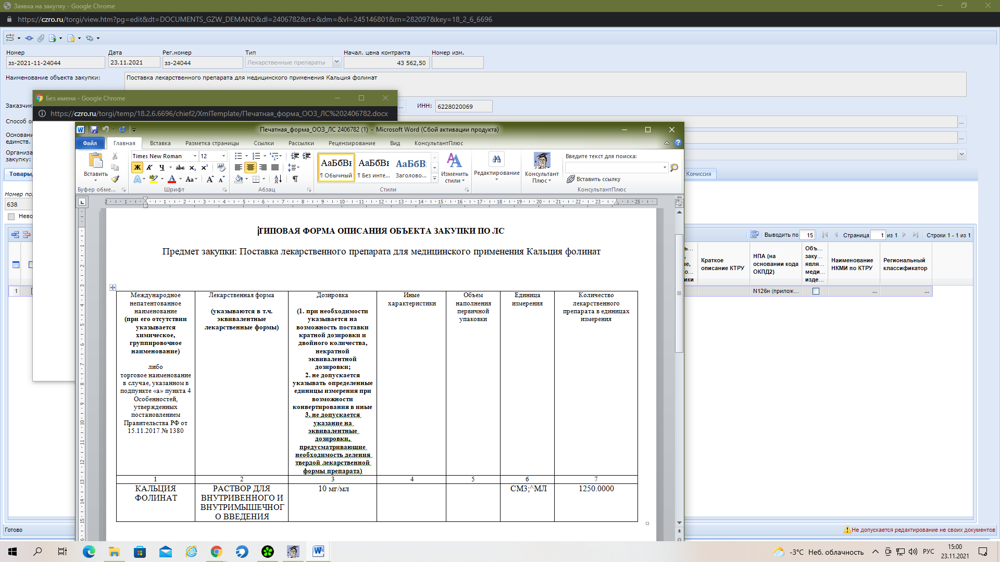 Заявка на закупку - Google Chrome
https://czro.ru/torgi/view.htm?pg=edit&dt=DOCUMENTS_GZW_DEMAND&dl=2406782&rt=&dm=&vl=245146801&rn=282097&key=18_2_6_6696
Номер
Дата
Рег.номер
Тип
Начал. цена контракта
Номер изм.
зз-2021-11-24044
23.11.2021
зз-24044
Лекарственные препараты
43 562,50
Наименование объекта закупки:
Поставка лекарственного препарата для медицинского применения Кальция фолинат
Без имени - Google Chrome
Заказчик
ИНН:
6228020069
https://czro.ru/torgi/temp/18.2.6.6696/chief2/XmlTemplate/Печатная_форма_ООЗ_ЛС%202406782.docx
Способ о
Основани
единств.
Организа
закупку:
Товары,
Номер по
638
Нево
1
Печатная_форма_ООЗ_ЛС 2406782 (1) - Microsoft Word (Сбой активации продукта)
Файл
Главная
Вставка
Разметка страницы
Ссылки
Рассылки
Рецензирование
Вид
КонсультантПлюс
Вставить
Буфер обме...
Times New Roman
12
Ж К Ч abc x₂ x²
Aa
Шрифт
Абзац
АаБбВв
¶ Обычный
АаБбВв
¶ Без инте...
АаБбВ
Заголово...
Изменить
стили
Стили
Редактирование
Консультант
Плюс
Введите текст для поиска:
Вставить ссылку
КонсультантПлюс
ТИПОВАЯ ФОРМА ОПИСАНИЯ ОБЪЕКТА ЗАКУПКИ ПО ЛС
Предмет закупки: Поставка лекарственного препарата для медицинского применения Кальция фолинат
Международное
непатентованное
наименование
(при его отсутствии
указывается
химическое,
группировочное
наименование)
либо
торговое наименование
в случае, указанном в
подпункте «а» пункта 4
Особенностей,
утвержденных
постановлением
Правительства РФ от
15.11.2017 № 1380
Лекарственная форма
(указываются в т.ч.
эквивалентные
лекарственные формы)
Дозировка
(1. при необходимости
указывается на
возможность поставки
кратной дозировки и
двойного количества,
некратной
эквивалентной
дозировки;
2. не допускается
указывать определенные
единицы измерения при
возможности
конвертирования в иные
3. не допускается
указание на
эквивалентные
дозировки,
предусматривающие
необходимость деления
твердой лекарственной
формы препарата)
Иные
характеристики
Объем
наполнения
первичной
упаковки
Единица
измерения
Количество
лекарственного
препарата в единицах
измерения
1 2 3 4 5 6 7
КАЛЬЦИЯ
ФОЛИНАТ
РАСТВОР ДЛЯ
ВНУТРИВЕННОГО И
ВНУТРИМЫШЕЧНОГ
О ВВЕДЕНИЯ
10 мг/мл
СМ3;^МЛ
1250.0000
Комиссия
Выводить по 15
Страница 1 из 1
Строки 1 - 1 из 1
Краткое
описание КТРУ
НПА (на
основании кода
ОКПД2)
Объ...
заку...
явля...
меди...
изде...
Наименование
НКМИ по КТРУ
Региональный
классификатор
N126н (прилож...
...
...
Готово
Не допускается редактирование не своих документов
-3°C Неб. облачность
РУС
15:00
23.11.2021